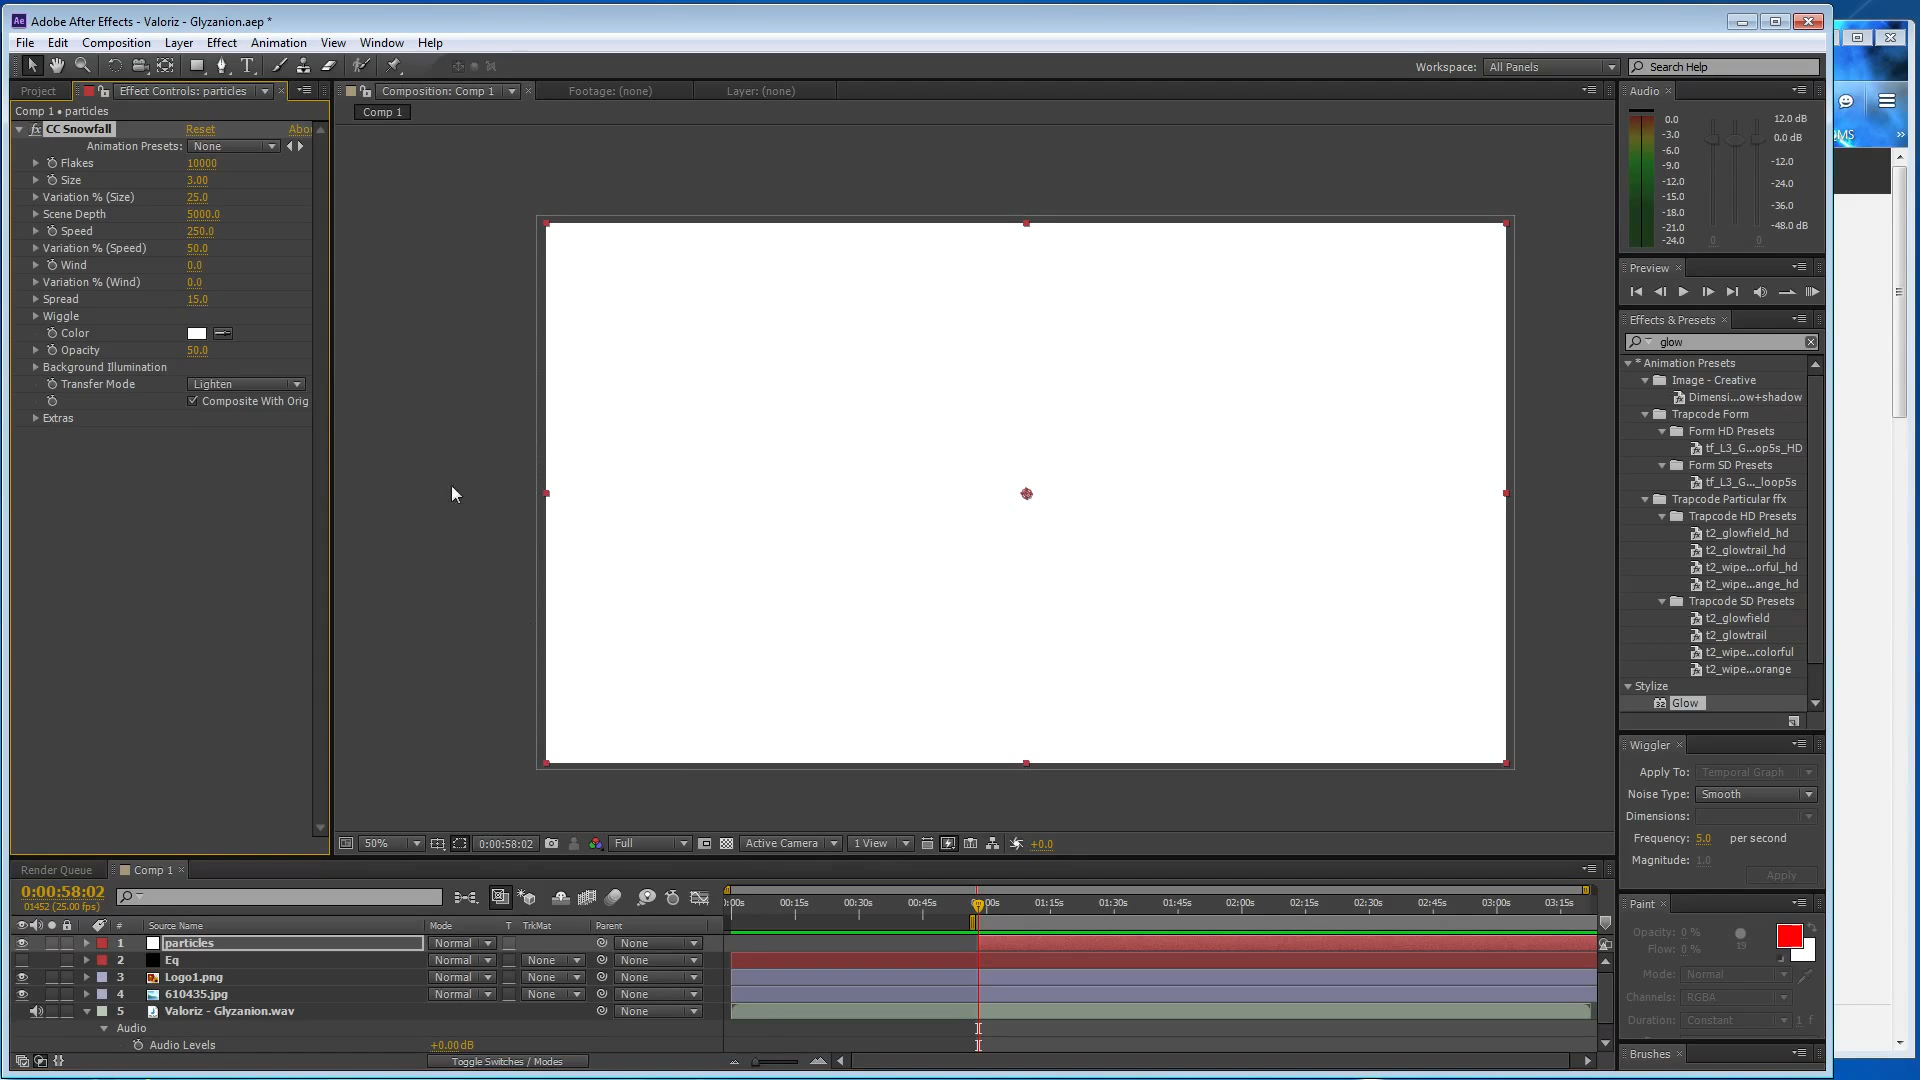 Adobe After Effects - Valoriz - Glyzanion.aep *
File Edit Composition Layer Effect Animation View Window Help
Workspace: All Panels Search Help
Project Effect Controls: particles Composition: Comp 1 Footage: (none) Layer: (none) Audio
Comp 1 • particles
Comp 1
CC Snowfall Reset Abo
Animation Presets: None
Flakes 10000
Size 3.00
Variation % (Size) 25.0
Scene Depth 5000.0
Speed 250.0
Variation % (Speed) 50.0
Wind 0.0
Variation % (Wind) 0.0
Spread 15.0
Wiggle
Color
Opacity 50.0
Background Illumination
Transfer Mode Lighten
Composite With Orig
Extras
0.0 12.0 dB
-3.0 0.0 dB
-6.0
-9.0 -12.0
-12.0
-15.0 -24.0
-18.0 -36.0
-21.0 -48.0 dB
-24.0 0 0
Preview
Effects & Presets
glow
* Animation Presets
Image - Creative
Dimensi...ow+shadow
Trapcode Form
Form HD Presets
tf_L3_G...op5s_HD
Form SD Presets
tf_L3_G..._loop5s
Trapcode Particular ffx
Trapcode HD Presets
t2_glowfield_hd
t2_glowtrail_hd
t2_wipe...orful_hd
t2_wipe...ange_hd
Trapcode SD Presets
t2_glowfield
t2_glowtrail
t2_wipe...colorful
t2_wipe...orange
Stylize
32 Glow
Wiggler
Apply To: Temporal Graph
Noise Type: Smooth
Dimensions:
Frequency: 5.0 per second
Magnitude: 1.0
Apply
50% 0:00:58:02 Full Active Camera 1 View +0.0
Render Queue Comp 1
0:00:58:02
01452 (25.00 fps)
:00s 00:15s 00:30s 00:45s 01:15s 01:30s 01:45s 02:00s 02:15s 02:30s 02:45s 03:00s 03:15s
# Source Name Mode T TrkMat Parent
1 particles Normal None
2 Eq Normal None None
3 Logo1.png Normal None None
4 610435.jpg Normal None None
5 Valoriz - Glyzanion.wav None
Audio
Audio Levels +0.00dB
Toggle Switches / Modes
Paint
Opacity: 0 %
Flow: 0 % 19
Mode: Normal
Channels: RGBA
Duration: Constant 1 f
Brushes